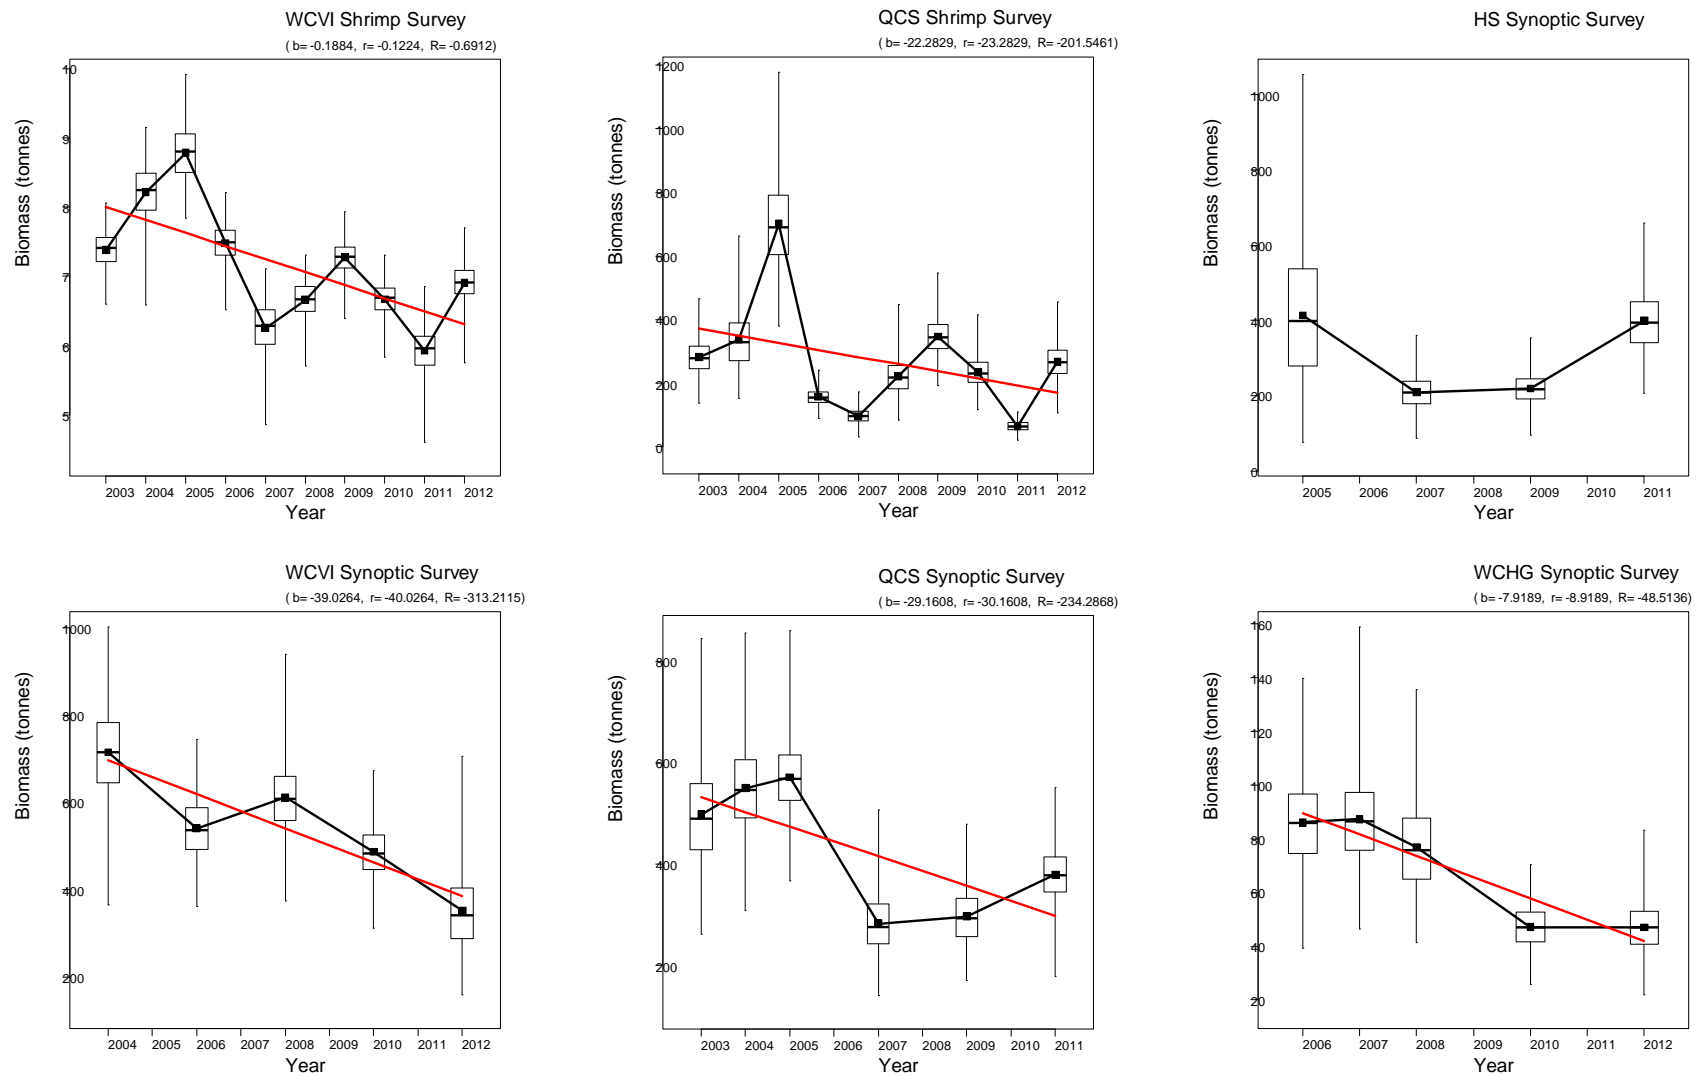 WCVI Shrimp Survey
( b= -0.1884, r= -0.1224, R= -0.6912)
Biomass (tonnes)
10
9
8
7
6
5
2003 2004 2005 2006 2007 2008 2009 2010 2011 2012
Year
QCS Shrimp Survey
( b= -22.2829, r= -23.2829, R= -201.5461)
Biomass (tonnes)
1200
1000
800
600
400
200
0
2003 2004 2005 2006 2007 2008 2009 2010 2011 2012
Year
HS Synoptic Survey
Biomass (tonnes)
1000
800
600
400
200
0
2005 2006 2007 2008 2009 2010 2011
Year
WCVI Synoptic Survey
( b= -39.0264, r= -40.0264, R= -313.2115)
Biomass (tonnes)
1000
800
600
400
200
2004 2005 2006 2007 2008 2009 2010 2011 2012
Year
QCS Synoptic Survey
( b= -29.1608, r= -30.1608, R= -234.2868)
Biomass (tonnes)
800
600
400
200
2003 2004 2005 2006 2007 2008 2009 2010 2011
Year
WCHG Synoptic Survey
( b= -7.9189, r= -8.9189, R= -48.5136)
Biomass (tonnes)
160
140
120
100
80
60
40
20
2006 2007 2008 2009 2010 2011 2012
Year